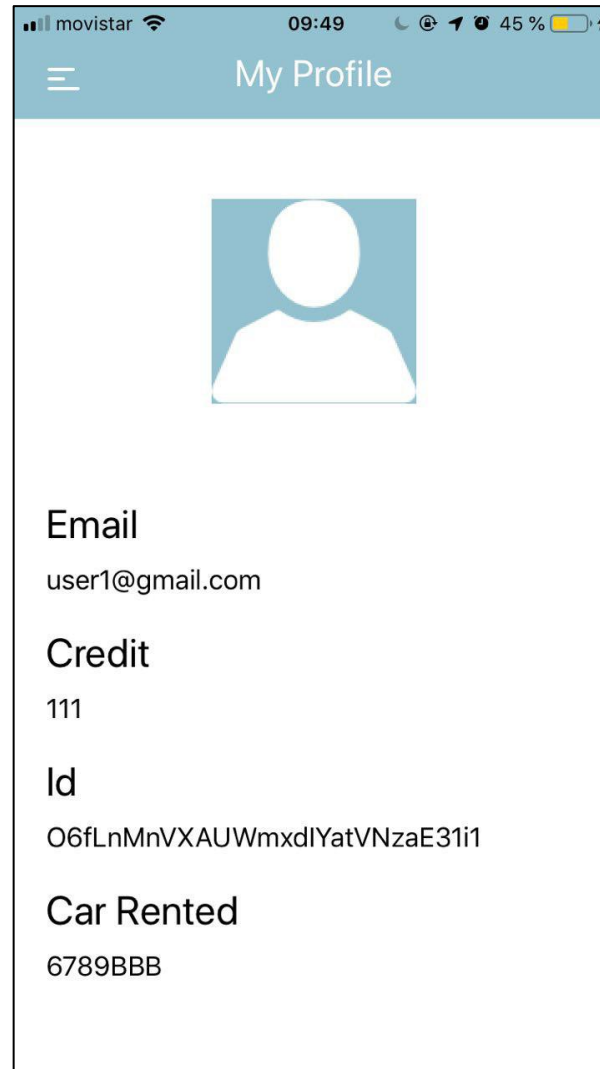 movistar 09:49 45 %
My Profile
Email
user1@gmail.com
Credit
111
Id
O6fLnMnVXAUWmxdIYatVNzaE31i1
Car Rented
6789BBB